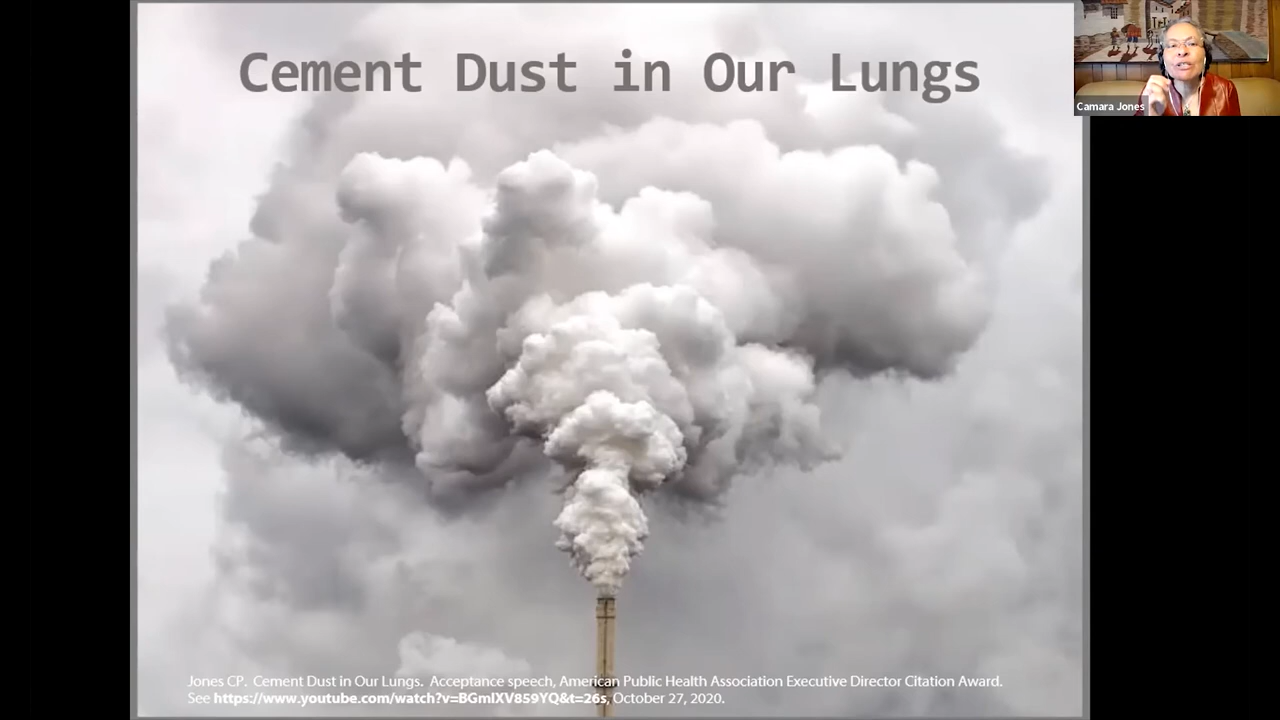 Cement Dust in Our Lungs
Camara Jones
Jones CP. Cement Dust in Our Lungs. Acceptance speech, American Public Health Association Executive Director Citation Award.
See https://www.youtube.com/watch?v=BGmIXV859YQ&t=26s, October 27, 2020.